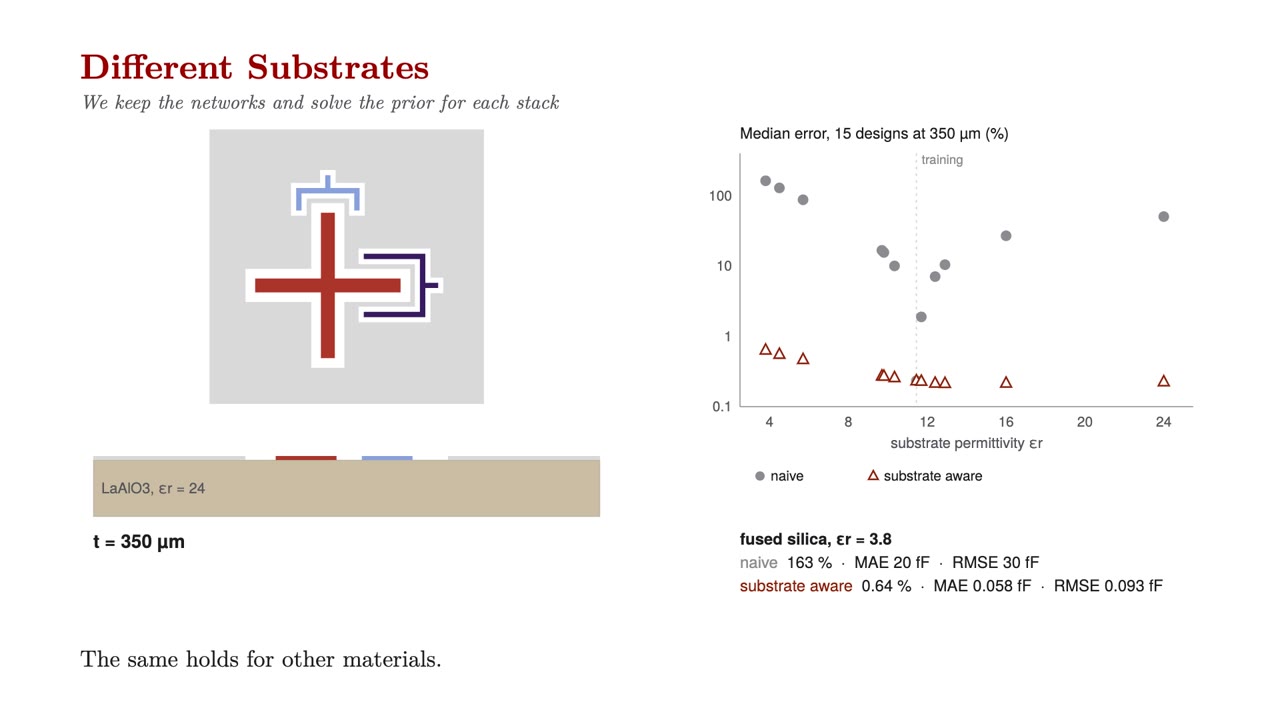 Different Substrates
We keep the networks and solve the prior for each stack
LaAlO3, εr = 24
t = 350 µm
Median error, 15 designs at 350 µm (%)
training
100
10
1
0.1
4 8 12 16 20 24
substrate permittivity εr
naive substrate aware
fused silica, εr = 3.8
naive 163 % · MAE 20 fF · RMSE 30 fF
substrate aware 0.64 % · MAE 0.058 fF · RMSE 0.093 fF
The same holds for other materials.